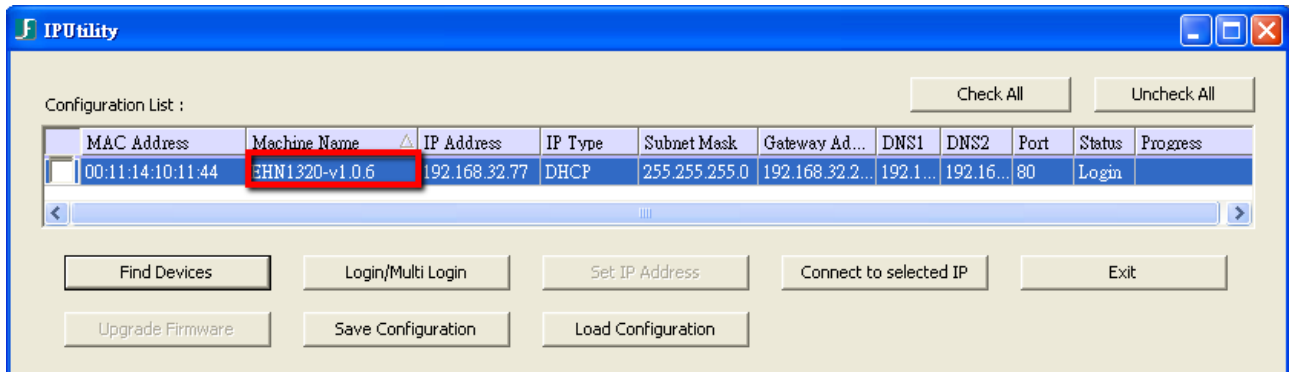 IPUtility
Check All Uncheck All
Configuration List :
MAC Address Machine Name IP Address IP Type Subnet Mask Gateway Ad... DNS1 DNS2 Port Status Progress
00:11:14:10:11:44 EHN1320-v1.0.6 192.168.32.77 DHCP 255.255.255.0 192.168.32.2... 192.1... 192.16... 80 Login
Find Devices Login/Multi Login Set IP Address Connect to selected IP Exit
Upgrade Firmware Save Configuration Load Configuration